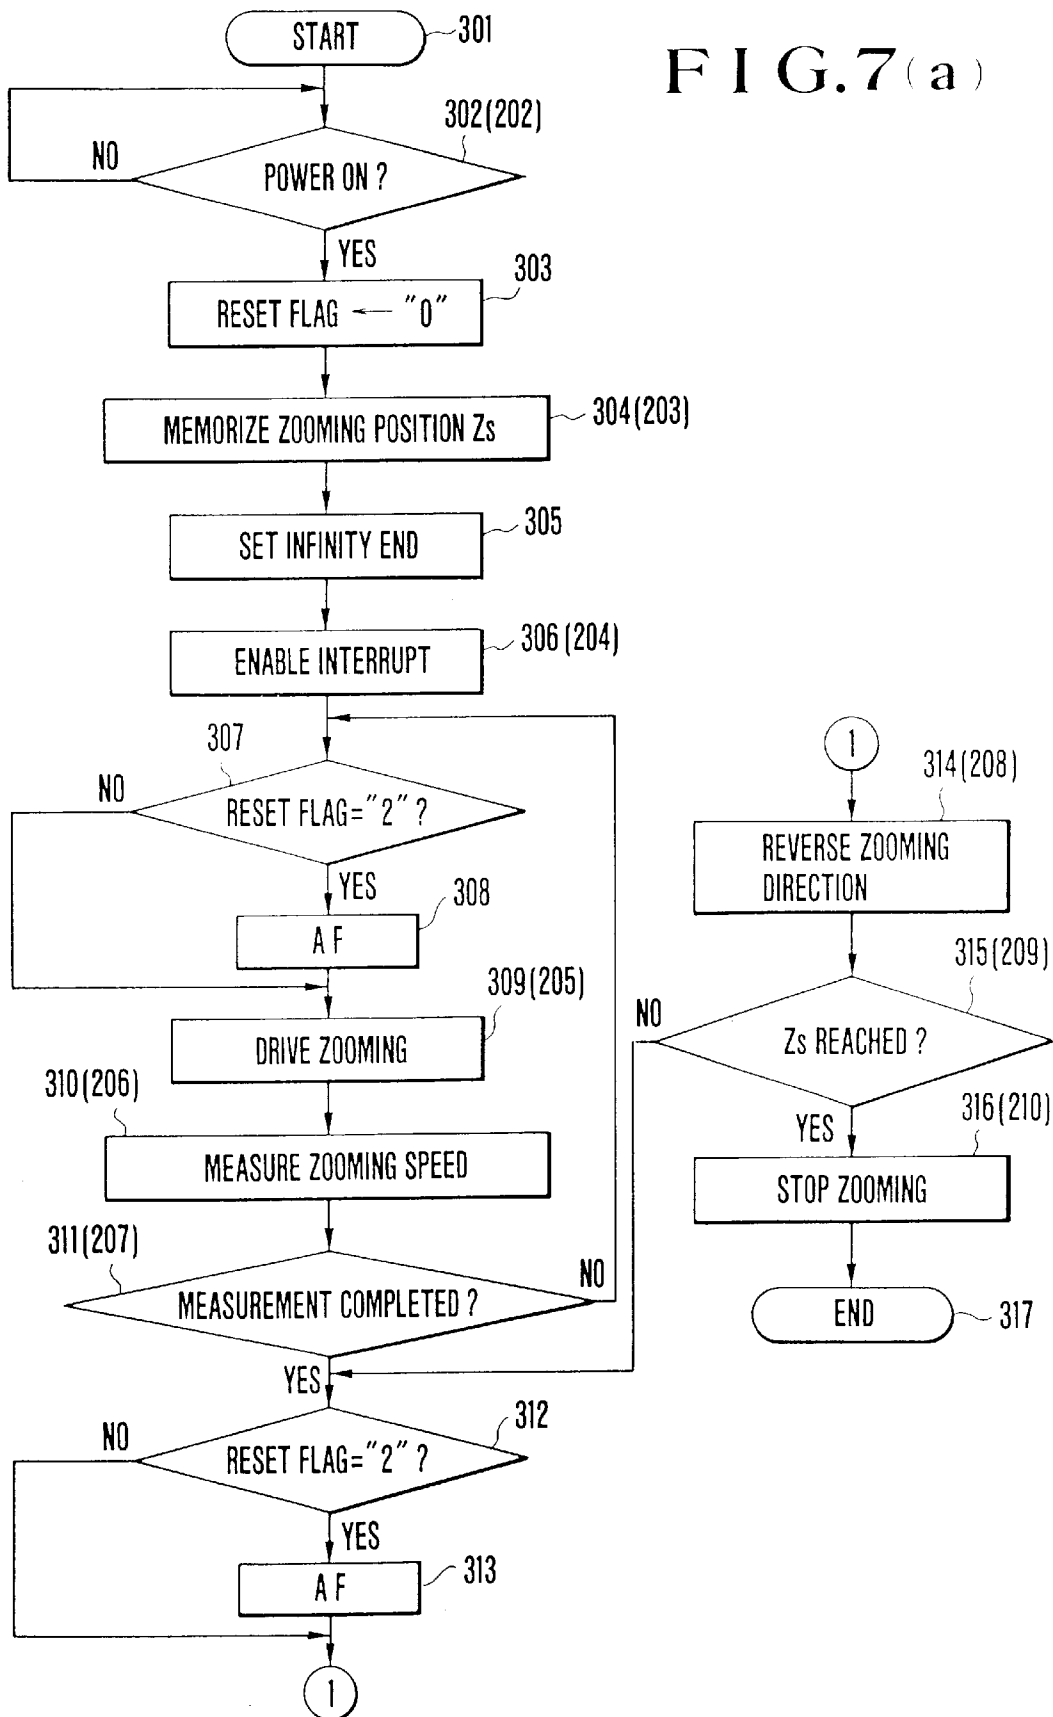 FIG.7(a)
START
301
302(202)
NO
POWER ON ?
YES
303
RESET FLAG ← "0"
304(203)
MEMORIZE ZOOMING POSITION Zs
305
SET INFINITY END
306(204)
ENABLE INTERRUPT
307
NO
RESET FLAG="2" ?
YES
308
AF
309(205)
DRIVE ZOOMING
310(206)
MEASURE ZOOMING SPEED
311(207)
NO
MEASUREMENT COMPLETED ?
YES
312
NO
RESET FLAG="2" ?
YES
313
AF
1
1
314(208)
REVERSE ZOOMING
DIRECTION
315(209)
NO
Zs REACHED ?
YES
316(210)
STOP ZOOMING
END
317